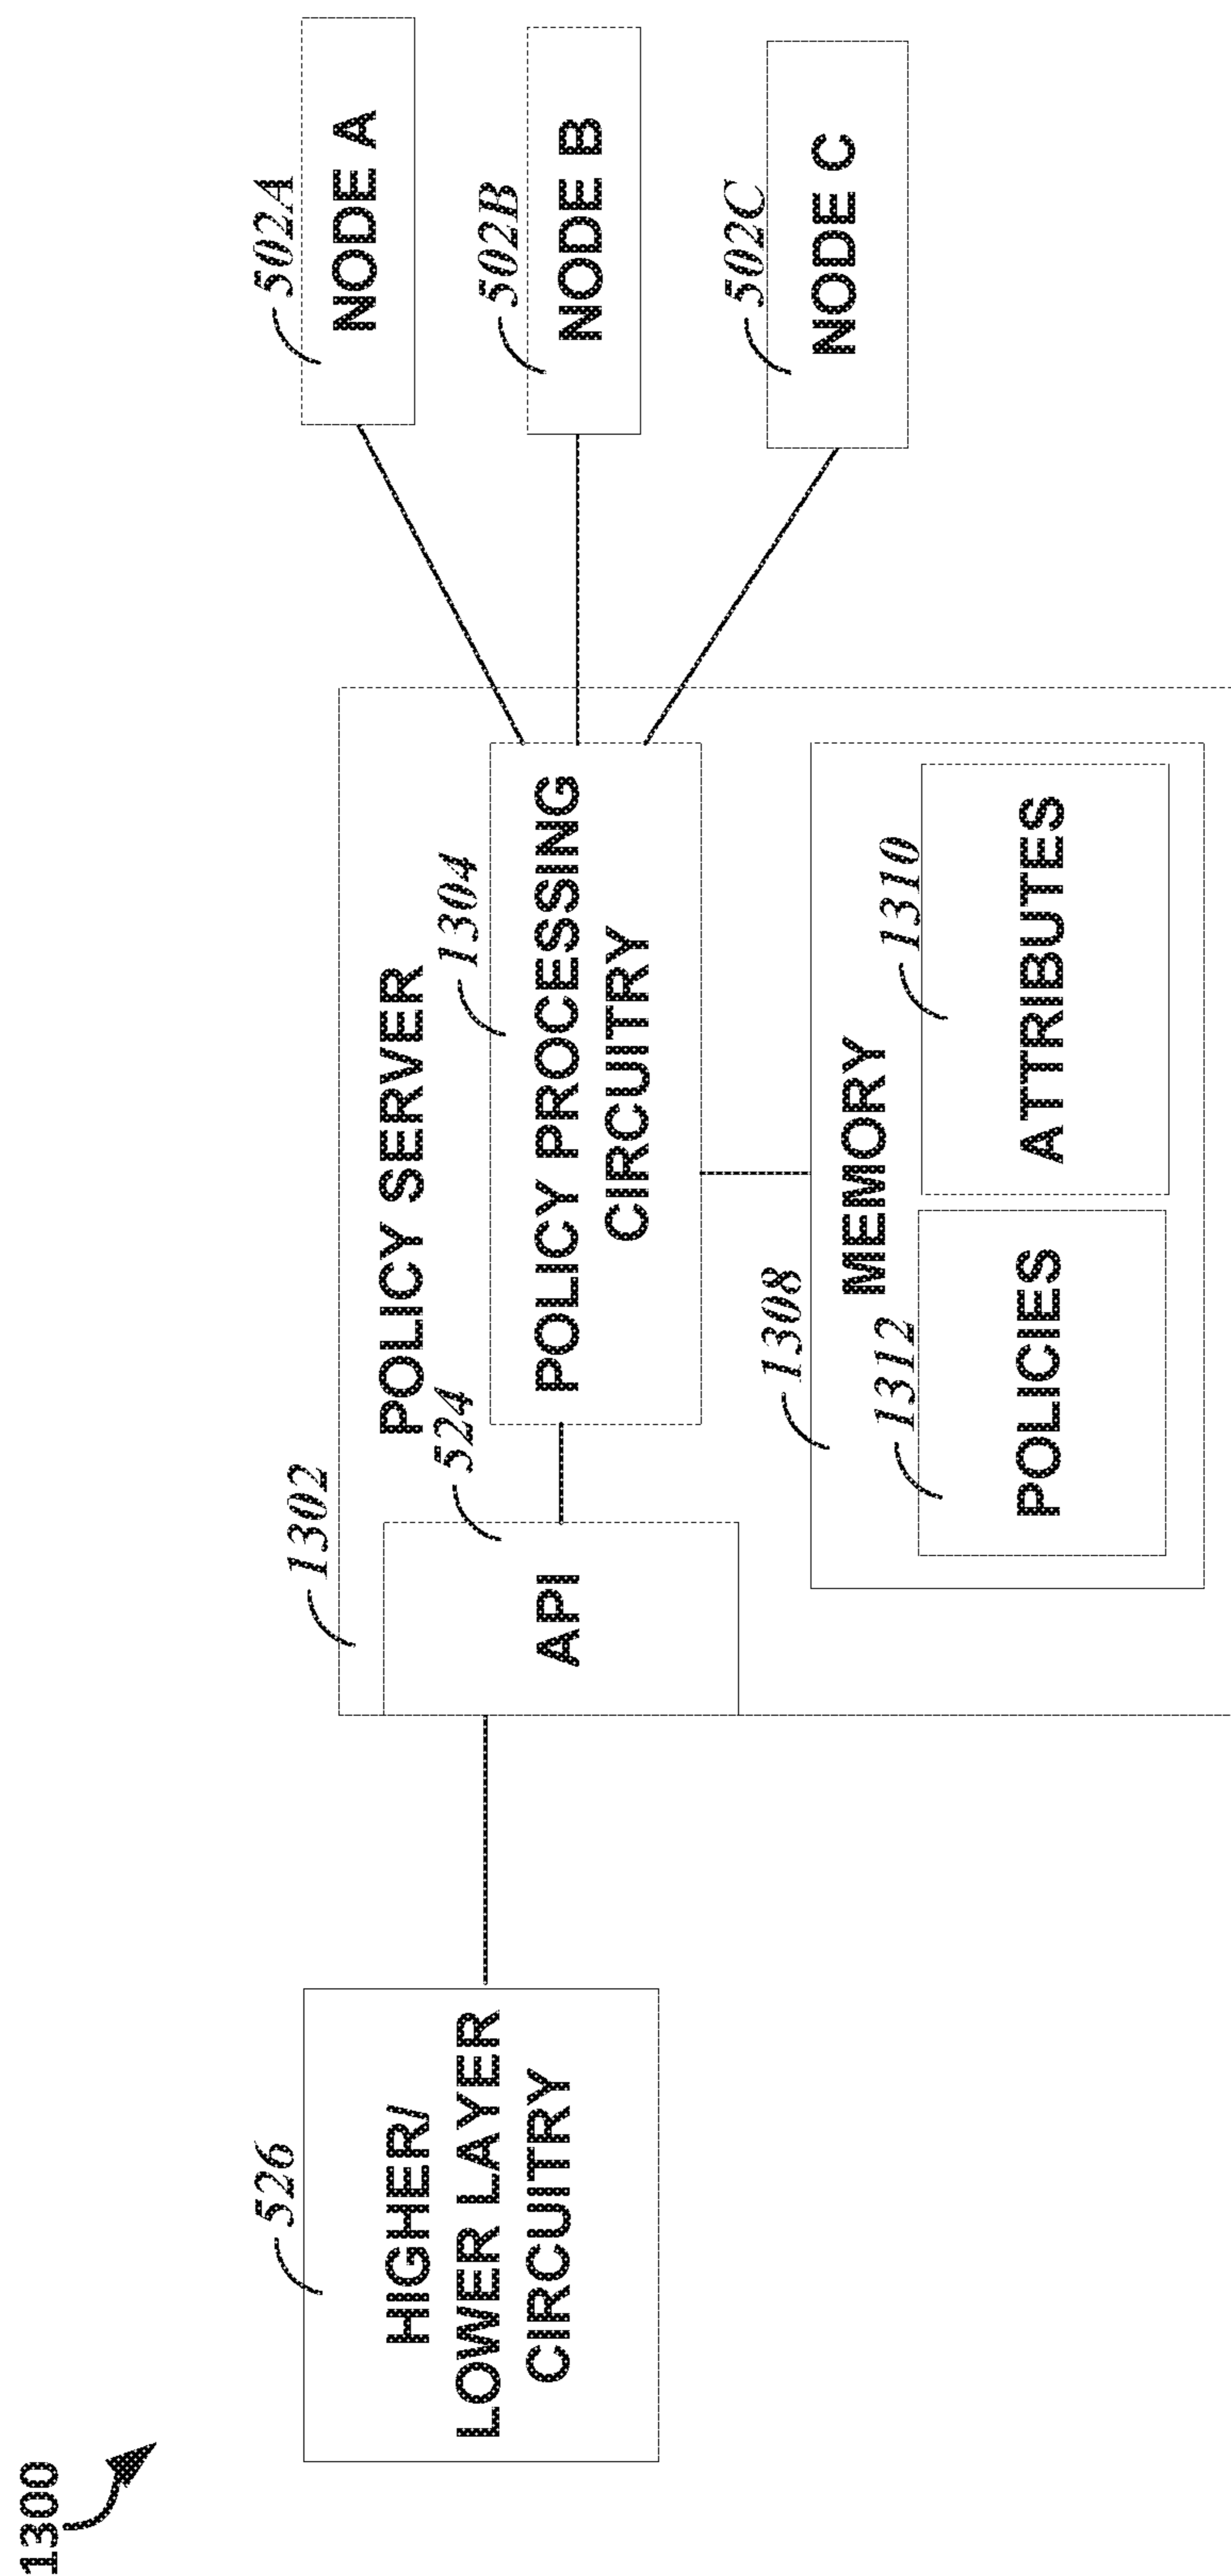 1300
526
HIGHER/
LOWER LAYER
CIRCUITRY
1302
POLICY SERVER
524
API
1304
POLICY PROCESSING
CIRCUITRY
1308
MEMORY
1312
POLICIES
1310
ATTRIBUTES
502A
NODE A
502B
NODE B
502C
NODE C